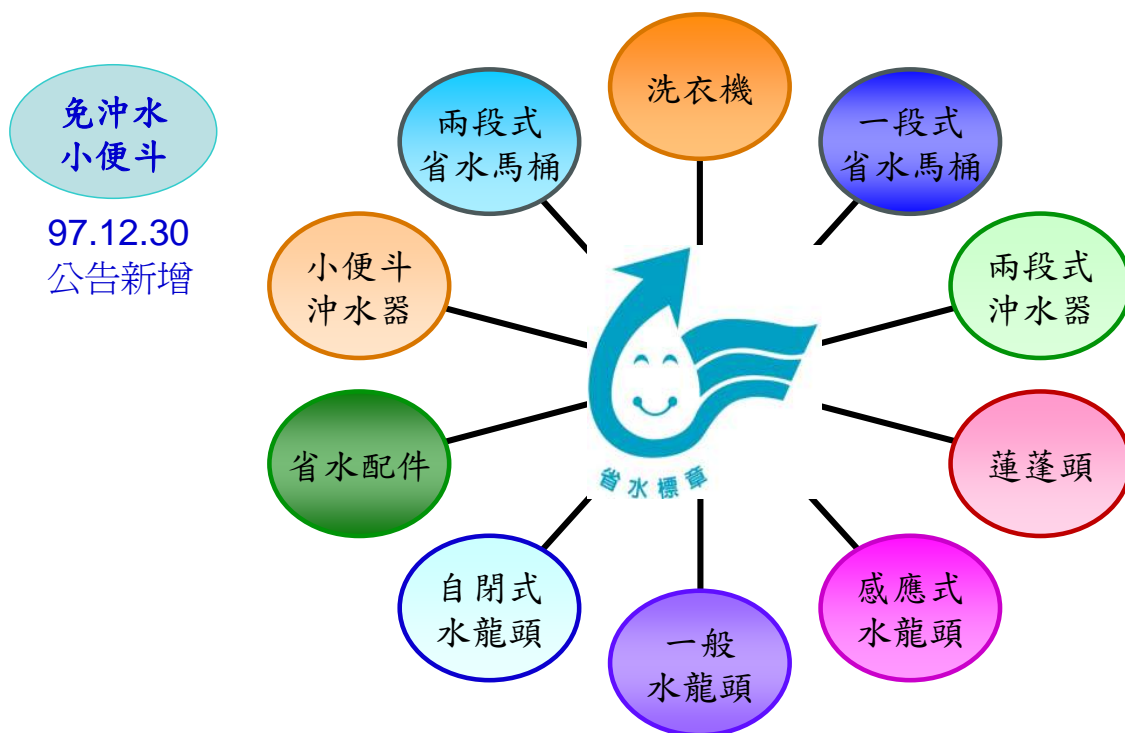 免沖水
小便斗
97.12.30
公告新增
洗衣機
兩段式
省水馬桶
一段式
省水馬桶
小便斗
沖水器
兩段式
沖水器
省水配件
蓮蓬頭
省水標章
自閉式
水龍頭
一般
水龍頭
感應式
水龍頭